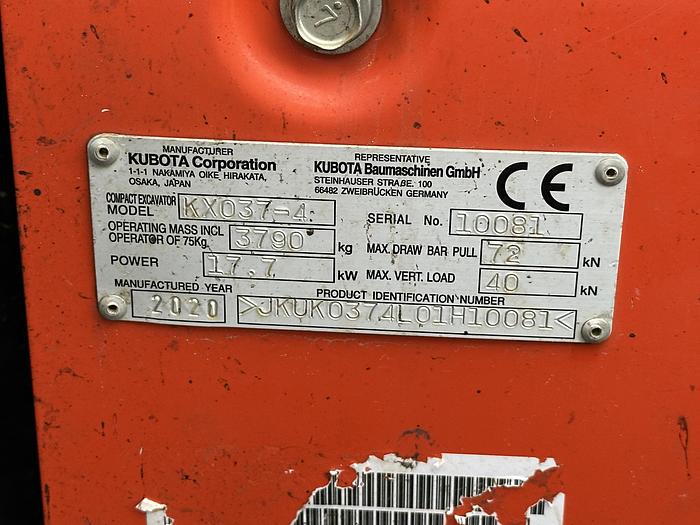 MANUFACTURER
KUBOTA Corporation
1-1-1 NAKAMIYA OIKE, HIRAKATA,
OSAKA, JAPAN
REPRESENTATIVE
KUBOTA Baumaschinen GmbH
STEINHAUSER STRAßE. 100
66482 ZWEIBRÜCKEN GERMANY
CE
COMPACT EXCAVATOR
MODEL KX037-4
SERIAL No. 10081
OPERATING MASS INCL
OPERATOR OF 75Kg. 3790 kg
MAX. DRAW BAR PULL 72 kN
POWER 17.7 kW
MAX. VERT. LOAD 40 kN
MANUFACTURED YEAR
2020
PRODUCT IDENTIFICATION NUMBER
>JKUK0374L01H10081<